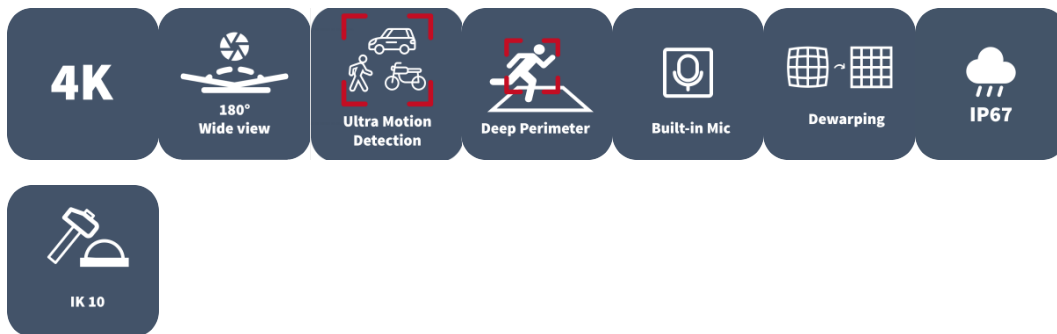 4K
180°
Wide view
Ultra Motion
Detection
Deep Perimeter
Built-in Mic
Dewarping
IP67
IK 10